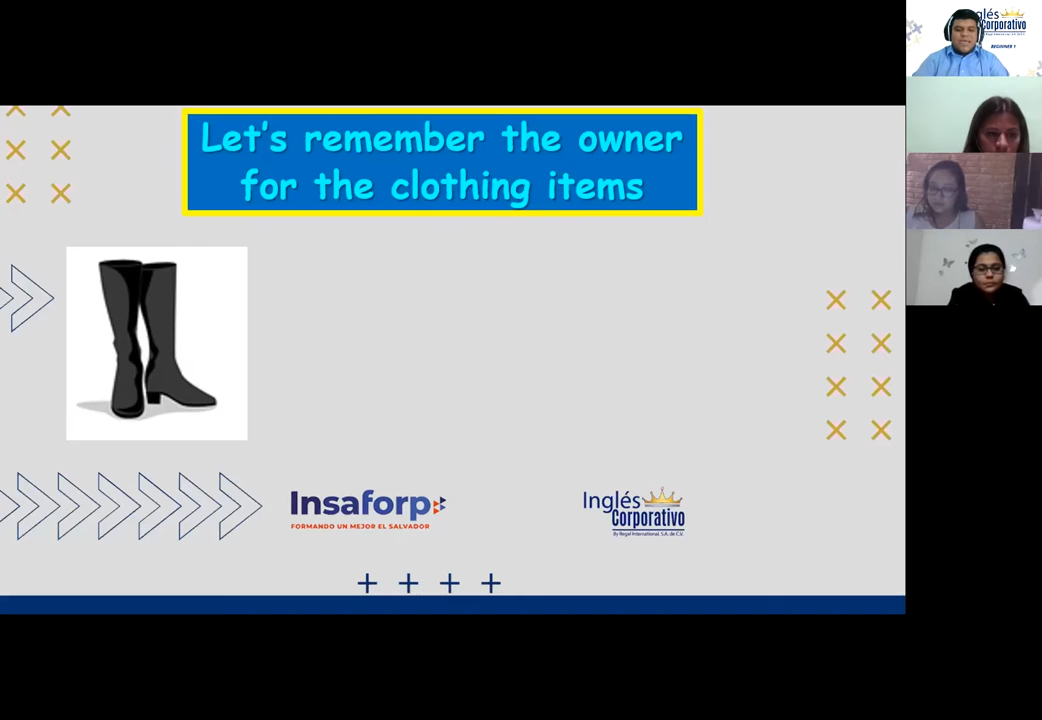 Let's remember the owner
for the clothing items
Insaforp
FORMANDO UN MEJOR EL SALVADOR
Inglés
Corporativo
By Regal International, S.A. de C.V.
Corporativo
BEGINNER 1